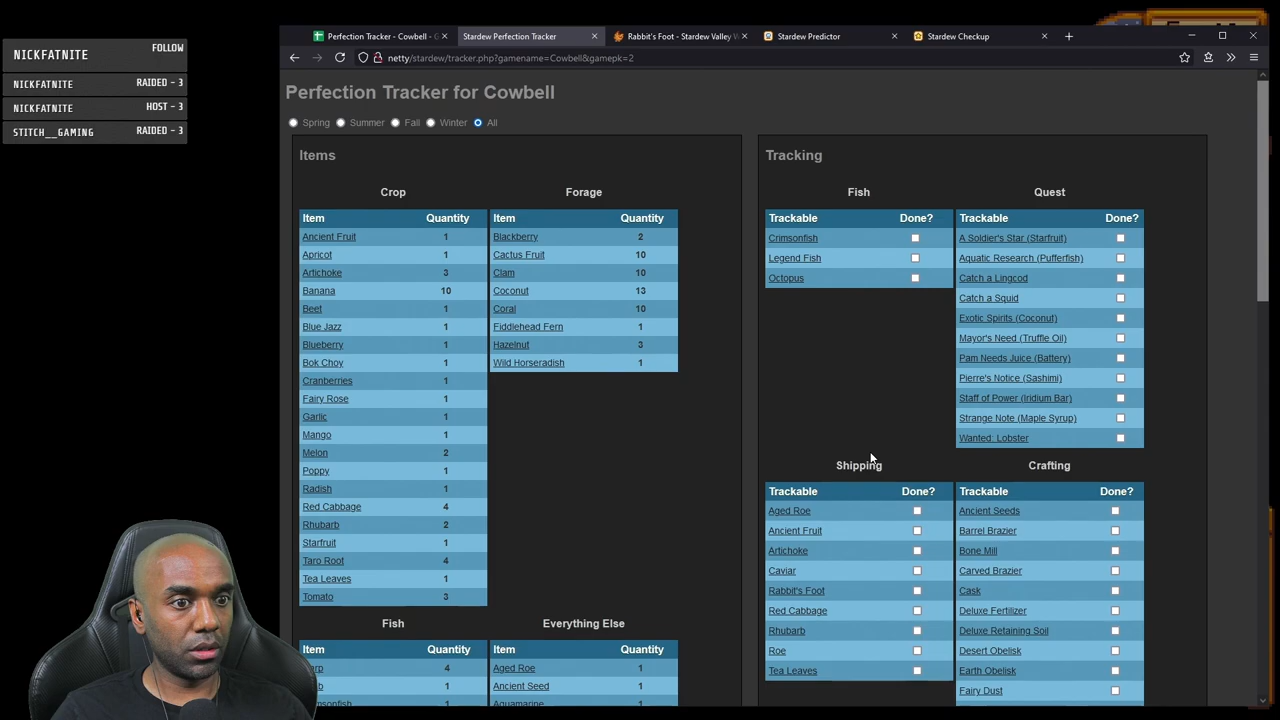 NICKFATNITE FOLLOW
NICKFATNITE RAIDED - 3
NICKFATNITE HOST - 3
STITCH__GAMING RAIDED - 3
Perfection Tracker - Cowbell - G
Stardew Perfection Tracker
Rabbit's Foot - Stardew Valley W
Stardew Predictor
Stardew Checkup
netty/stardew/tracker.php?gamename=Cowbell&gamepk=2
Perfection Tracker for Cowbell
Spring Summer Fall Winter All
Items
Crop
Item Quantity
Ancient Fruit 1
Apricot 1
Artichoke 3
Banana 10
Beet 1
Blue Jazz 1
Blueberry 1
Bok Choy 1
Cranberries 1
Fairy Rose 1
Garlic 1
Mango 1
Melon 2
Poppy 1
Radish 1
Red Cabbage 4
Rhubarb 2
Starfruit 1
Taro Root 4
Tea Leaves 1
Tomato 3
Forage
Item Quantity
Blackberry 2
Cactus Fruit 10
Clam 10
Coconut 13
Coral 10
Fiddlehead Fern 1
Hazelnut 3
Wild Horseradish 1
Fish
Item Quantity
4
1
1
Everything Else
Item Quantity
Aged Roe 1
Ancient Seed 1
Aquamarine
Tracking
Fish
Trackable Done?
Crimsonfish
Legend Fish
Octopus
Quest
Trackable Done?
A Soldier's Star (Starfruit)
Aquatic Research (Pufferfish)
Catch a Lingcod
Catch a Squid
Exotic Spirits (Coconut)
Mayor's Need (Truffle Oil)
Pam Needs Juice (Battery)
Pierre's Notice (Sashimi)
Staff of Power (Iridium Bar)
Strange Note (Maple Syrup)
Wanted: Lobster
Shipping
Trackable Done?
Aged Roe
Ancient Fruit
Artichoke
Caviar
Rabbit's Foot
Red Cabbage
Rhubarb
Roe
Tea Leaves
Crafting
Trackable Done?
Ancient Seeds
Barrel Brazier
Bone Mill
Carved Brazier
Cask
Deluxe Fertilizer
Deluxe Retaining Soil
Desert Obelisk
Earth Obelisk
Fairy Dust